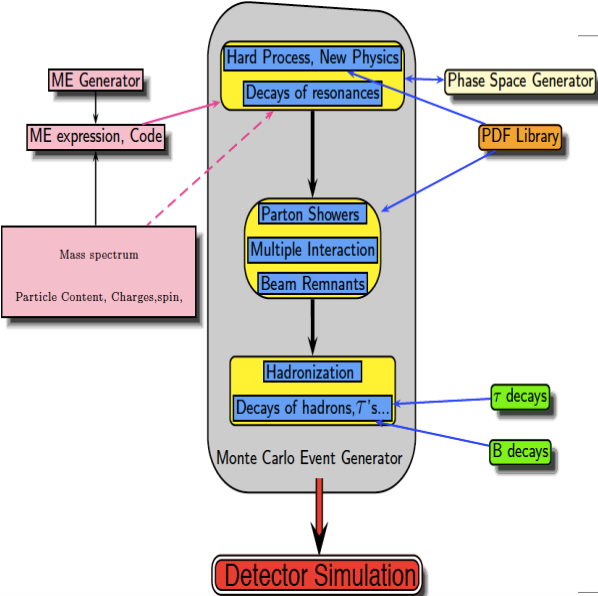 Hard Process, New Physics
ME Generator
Phase Space Generator
Decays of resonances
ME expression, Code
PDF Library
Parton Showers
Mass spectrum
Multiple Interaction
Beam Remnants
Particle Content, Charges,spin,
Hadronization
τ decays
Decays of hadrons,τ's...
B decays
Monte Carlo Event Generator
Detector Simulation